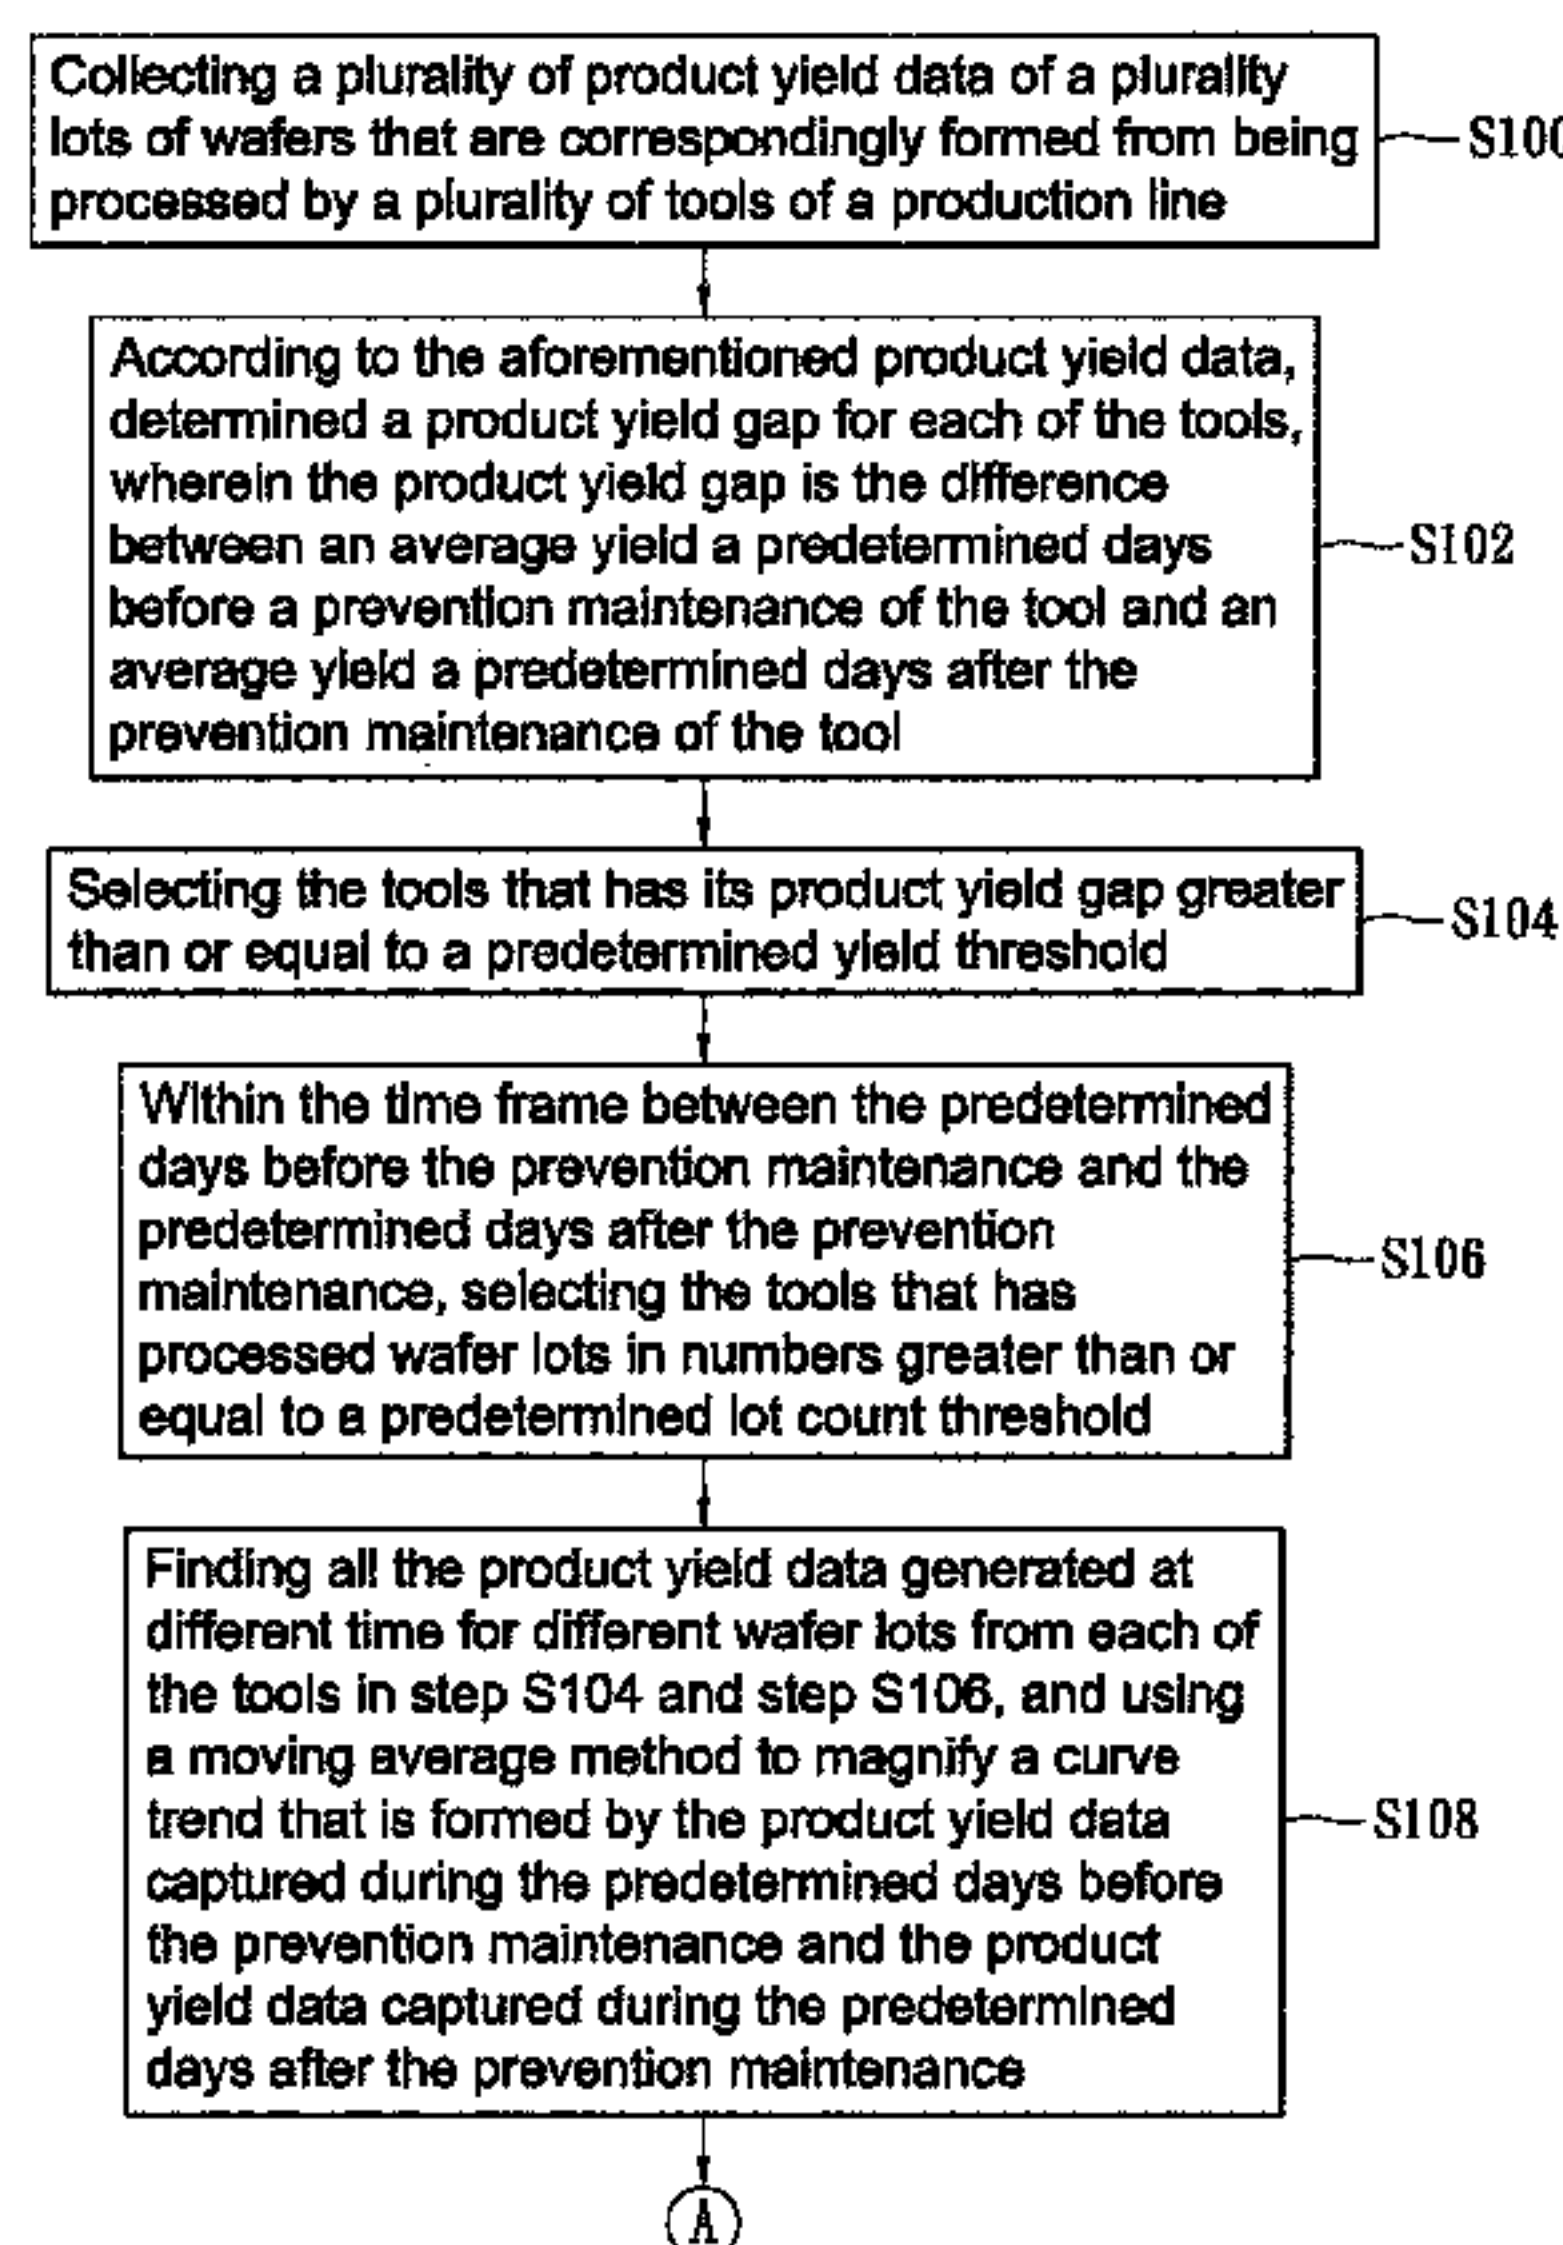 Collecting a plurality of product yield data of a plurality
lots of wafers that are correspondingly formed from being
processed by a plurality of tools of a production line
S100
According to the aforementioned product yield data,
determined a product yield gap for each of the tools,
wherein the product yield gap is the difference
between an average yield a predetermined days
before a prevention maintenance of the tool and an
average yield a predetermined days after the
prevention maintenance of the tool
S102
Selecting the tools that has its product yield gap greater
than or equal to a predetermined yield threshold
S104
Within the time frame between the predetermined
days before the prevention maintenance and the
predetermined days after the prevention
maintenance, selecting the tools that has
processed wafer lots in numbers greater than or
equal to a predetermined lot count threshold
S106
Finding all the product yield data generated at
different time for different wafer lots from each of
the tools in step S104 and step S106, and using
a moving average method to magnify a curve
trend that is formed by the product yield data
captured during the predetermined days before
the prevention maintenance and the product
yield data captured during the predetermined
days after the prevention maintenance
S108
A